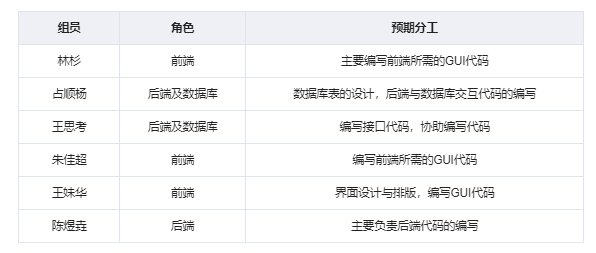 组员 角色 预期分工
林杉 前端 主要编写前端所需的GUI代码
占顺杨 后端及数据库 数据库表的设计，后端与数据库交互代码的编写
王思考 后端及数据库 编写接口代码，协助编写代码
朱佳超 前端 编写前端所需的GUI代码
王妹华 前端 界面设计与排版，编写GUI代码
陈煜垚 后端 主要负责后端代码的编写